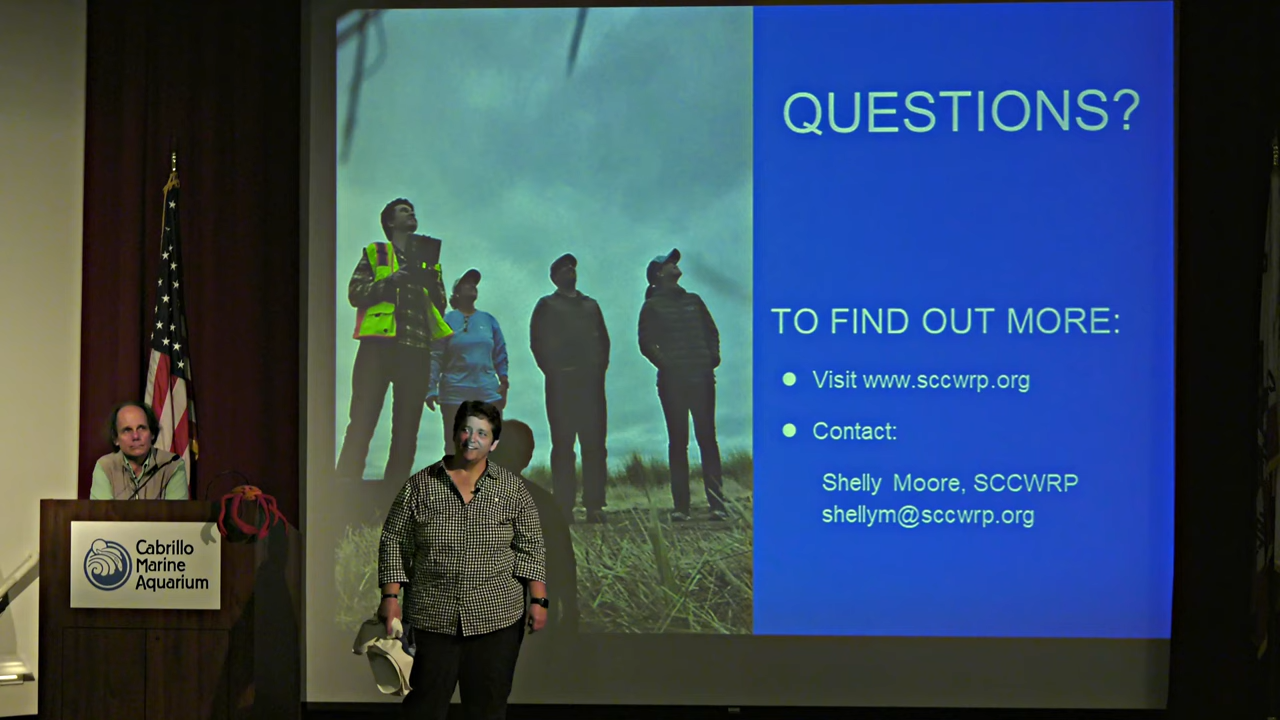 QUESTIONS?
TO FIND OUT MORE:
Visit www.sccwrp.org
Contact:
Shelly Moore, SCCWRP
shellym@sccwrp.org
Cabrillo
Marine
Aquarium